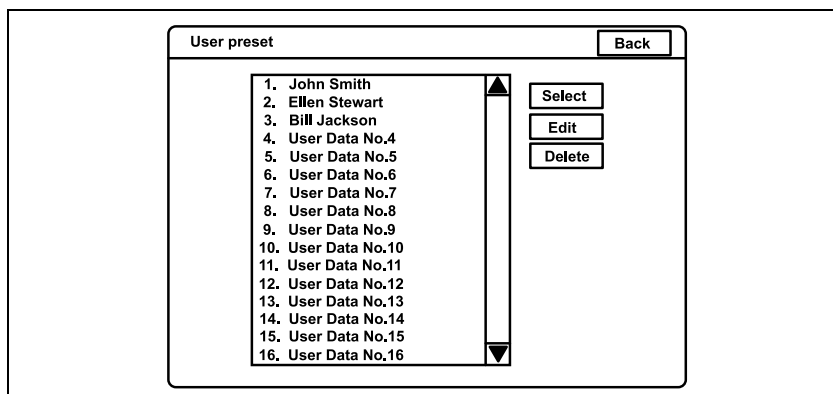 User preset
Back
1. John Smith
2. Ellen Stewart
3. Bill Jackson
4. User Data No.4
5. User Data No.5
6. User Data No.6
7. User Data No.7
8. User Data No.8
9. User Data No.9
10. User Data No.10
11. User Data No.11
12. User Data No.12
13. User Data No.13
14. User Data No.14
15. User Data No.15
16. User Data No.16
Select
Edit
Delete